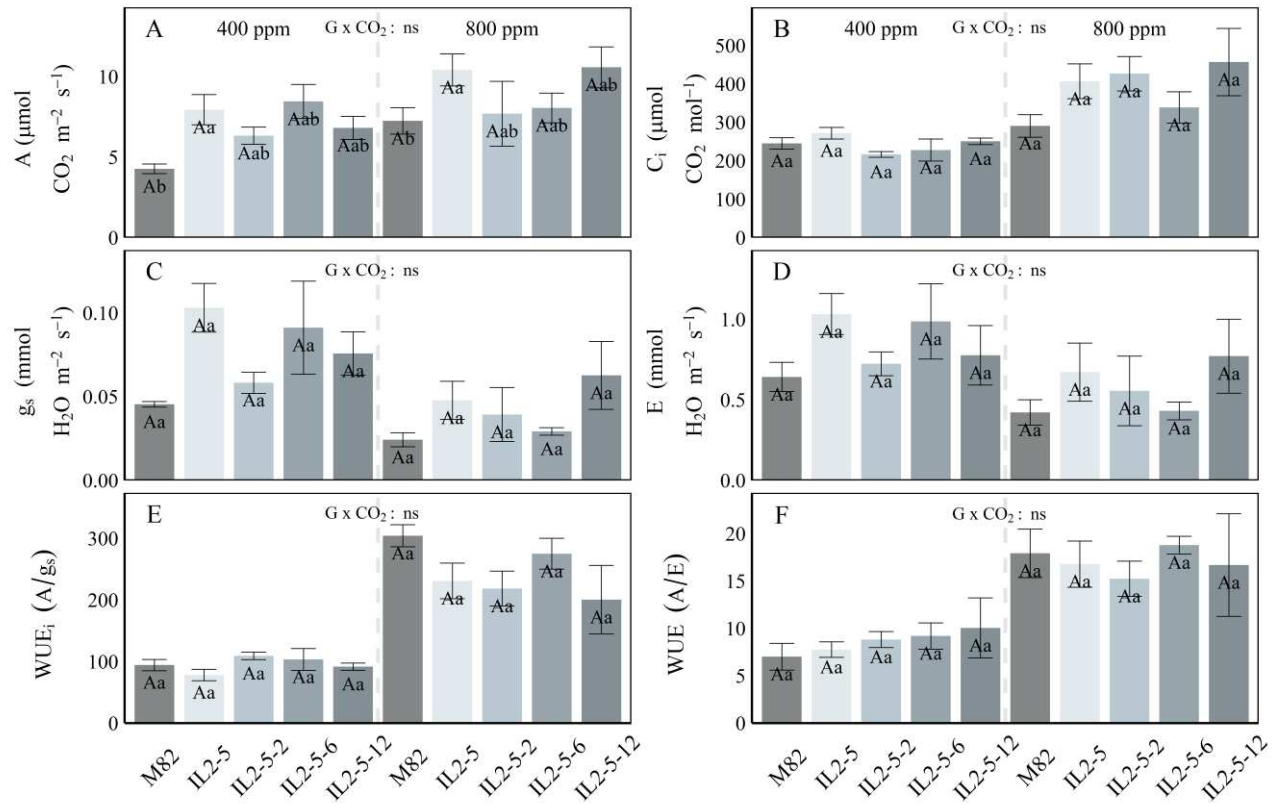 A
400 ppm
G x CO₂ : ns
800 ppm
A (μmol
CO₂ m⁻² s⁻¹)
10
5
0
Ab
Aa
Aab
Aab
Aab
Ab
Aa
Aab
Aab
Aab
B
400 ppm
G x CO₂ : ns
800 ppm
Cᵢ (μmol
CO₂ mol⁻¹)
500
400
300
200
100
0
Aa
Aa
Aa
Aa
Aa
Aa
Aa
Aa
Aa
Aa
C
G x CO₂ : ns
gₛ (mmol
H₂O m⁻² s⁻¹)
0.10
0.05
0.00
Aa
Aa
Aa
Aa
Aa
Aa
Aa
Aa
Aa
Aa
D
G x CO₂ : ns
E (mmol
H₂O m⁻² s⁻¹)
1.0
0.5
0.0
Aa
Aa
Aa
Aa
Aa
Aa
Aa
Aa
Aa
Aa
E
G x CO₂ : ns
WUEᵢ (A/gₛ)
300
200
100
0
Aa
Aa
Aa
Aa
Aa
Aa
Aa
Aa
Aa
Aa
M82
IL2-5
IL2-5-2
IL2-5-6
IL2-5-12
M82
IL2-5
IL2-5-2
IL2-5-6
IL2-5-12
F
G x CO₂ : ns
WUE (A/E)
20
15
10
5
0
Aa
Aa
Aa
Aa
Aa
Aa
Aa
Aa
Aa
Aa
M82
IL2-5
IL2-5-2
IL2-5-6
IL2-5-12
M82
IL2-5
IL2-5-2
IL2-5-6
IL2-5-12